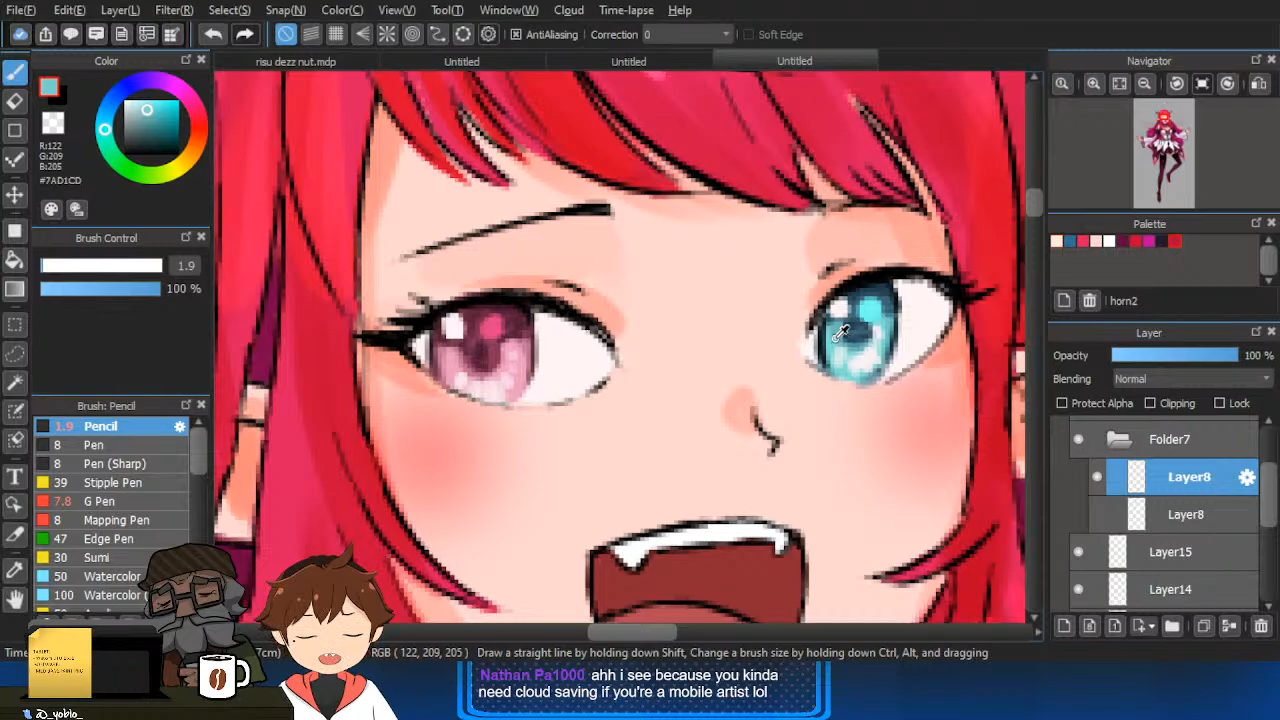 File(F) Edit(E) Layer(L) Filter(R) Select(S) Snap(N) Color(C) View(V) Tool(T) Window(W) Cloud Time-lapse Help
AntiAliasing Correction 0 Soft Edge
risu dezz nut.mdp Untitled Untitled Untitled
Color
R:122
G:209
B:205
#7AD1CD
Brush Control
1.9
100 %
Brush: Pencil
1.9 Pencil
8 Pen
8 Pen (Sharp)
39 Stipple Pen
7.8 G Pen
8 Mapping Pen
47 Edge Pen
30 Sumi
50 Watercolor
100 Watercolor
Navigator
Palette
horn2
Layer
Opacity 100 %
Blending Normal
Protect Alpha Clipping Lock
Folder7
Layer8
Layer8
Layer15
Layer14
7cm) RGB ( 122, 209, 205 ) Draw a straight line by holding down Shift, Change a brush size by holding down Ctrl, Alt, and dragging
Nathan Pa1000 ahh i see because you kinda
need cloud saving if you're a mobile artist lol
@_yoblo_